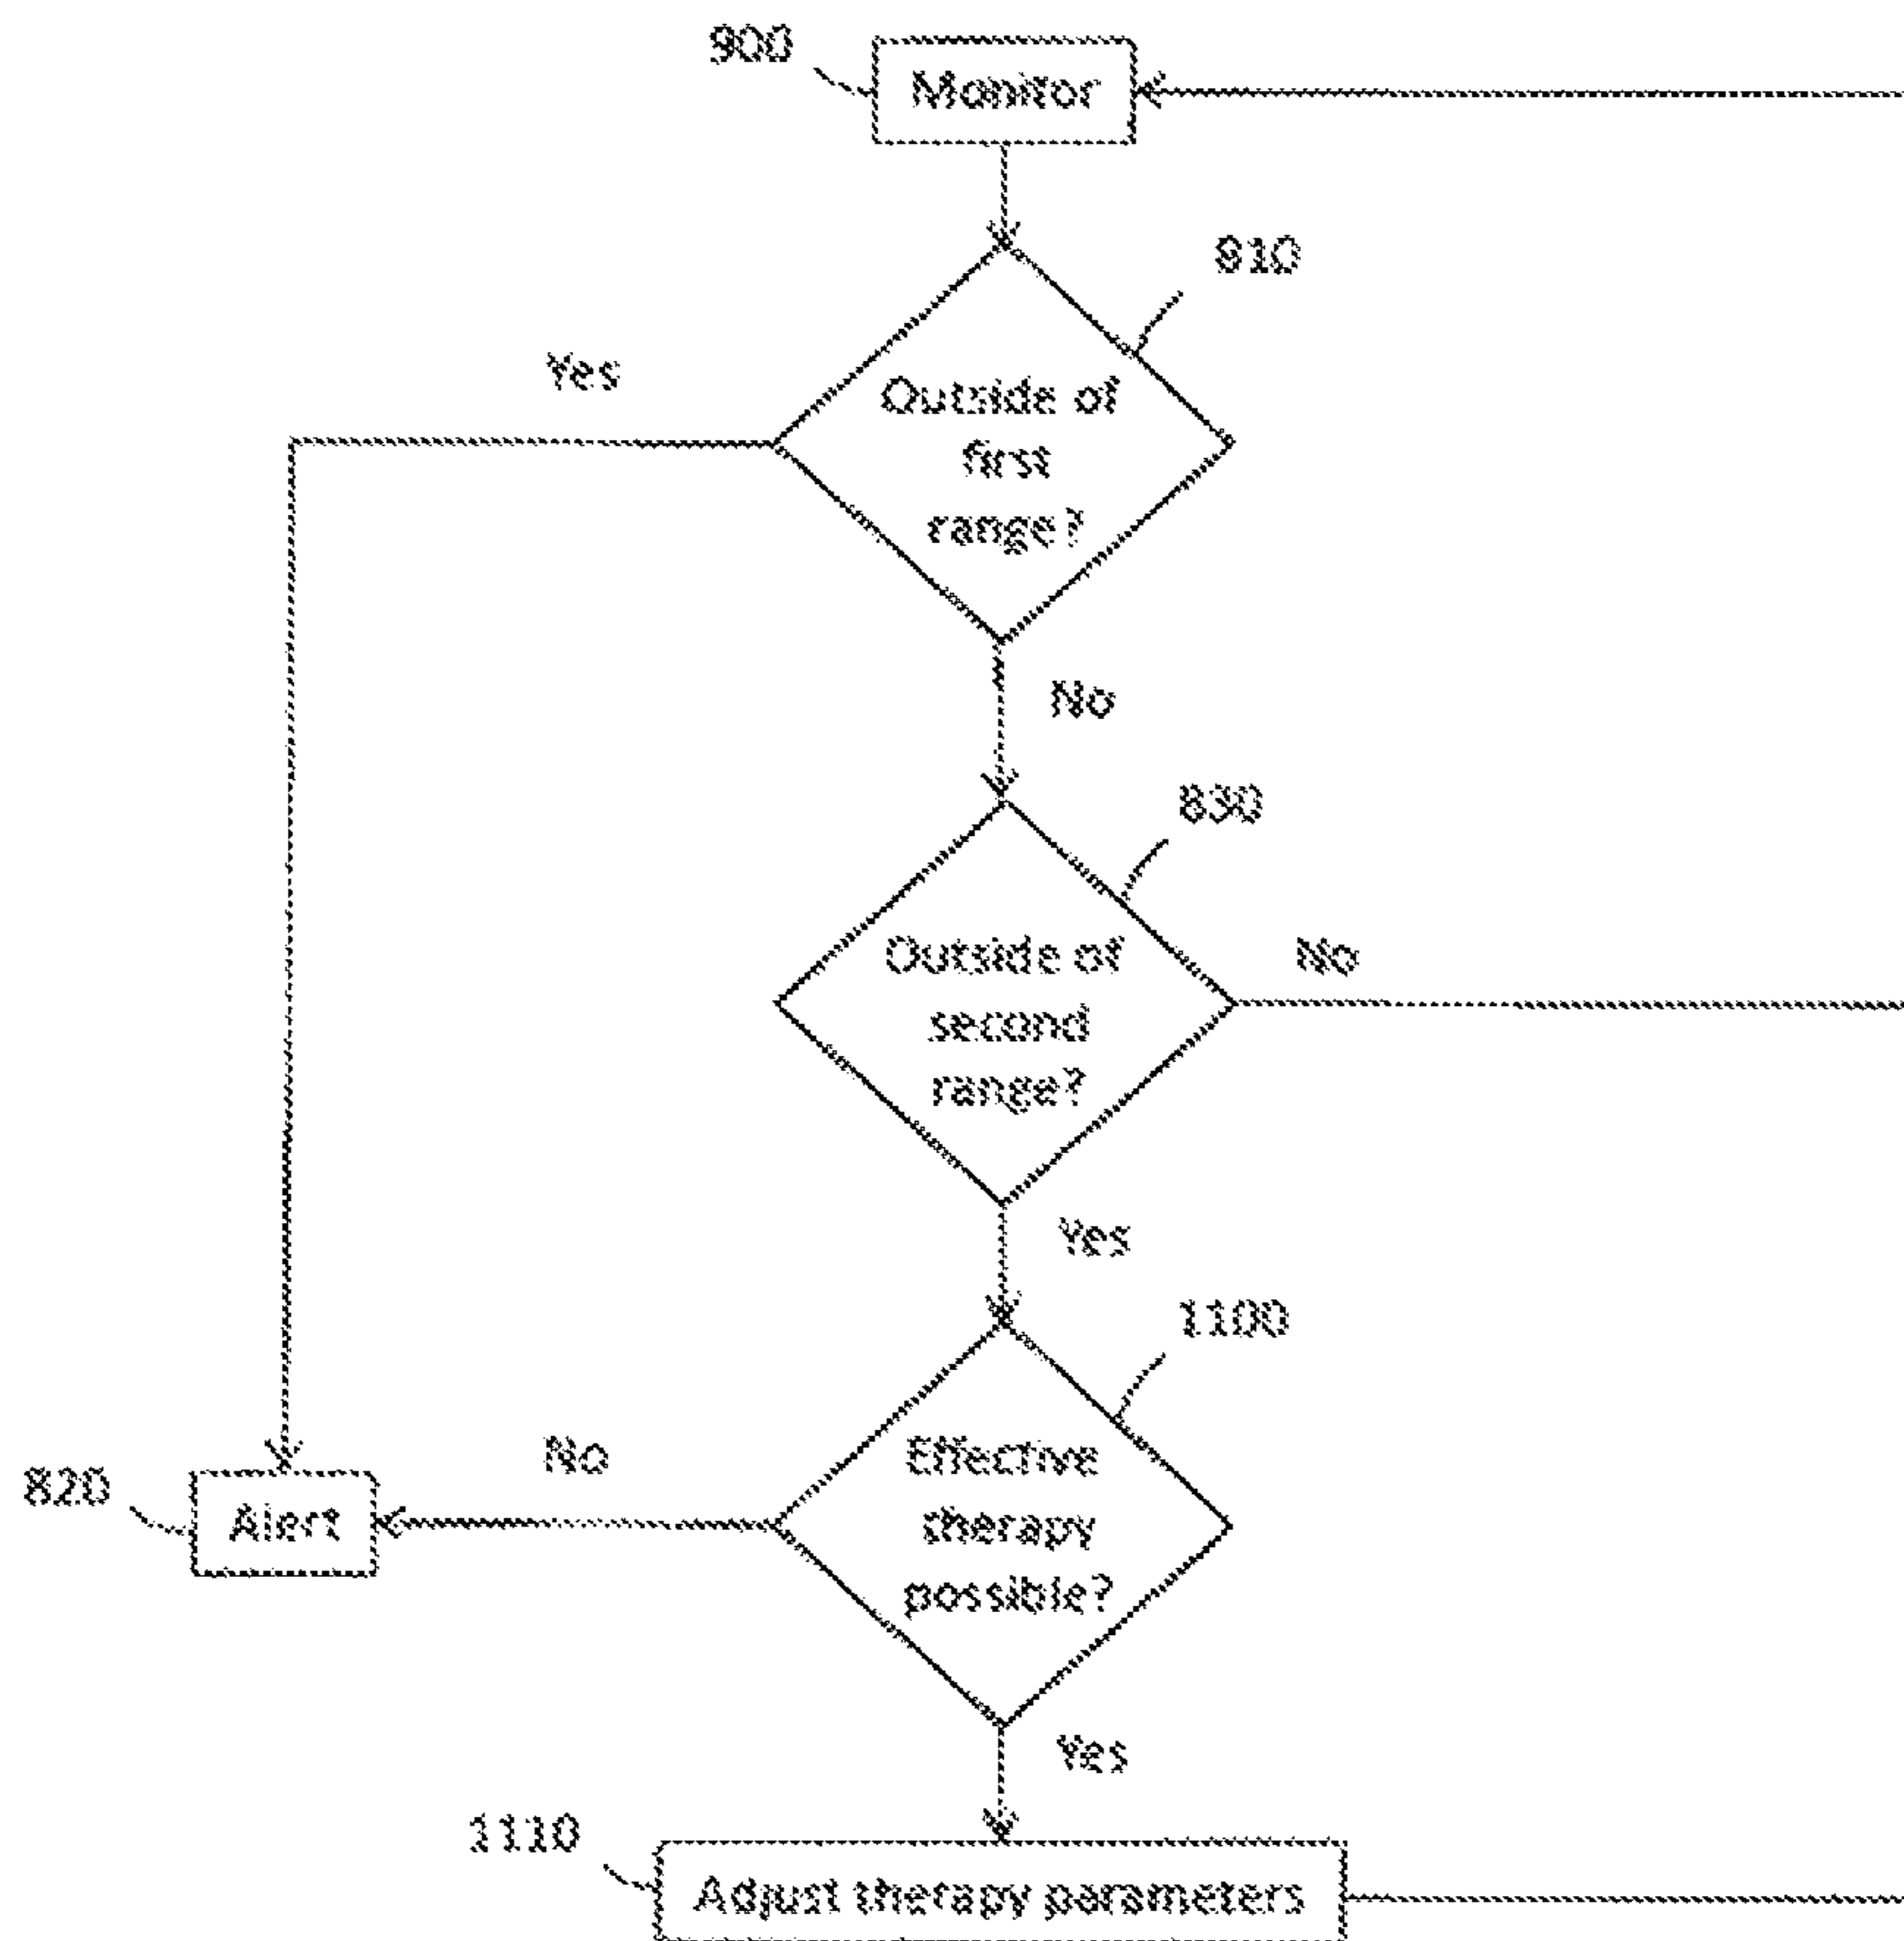 900
Monitor
810
Yes
Outside of
first
range?
No
830
Outside of
second
range?
No
Yes
1100
820
Alert
No
Effective
therapy
possible?
Yes
1110
Adjust therapy parameters